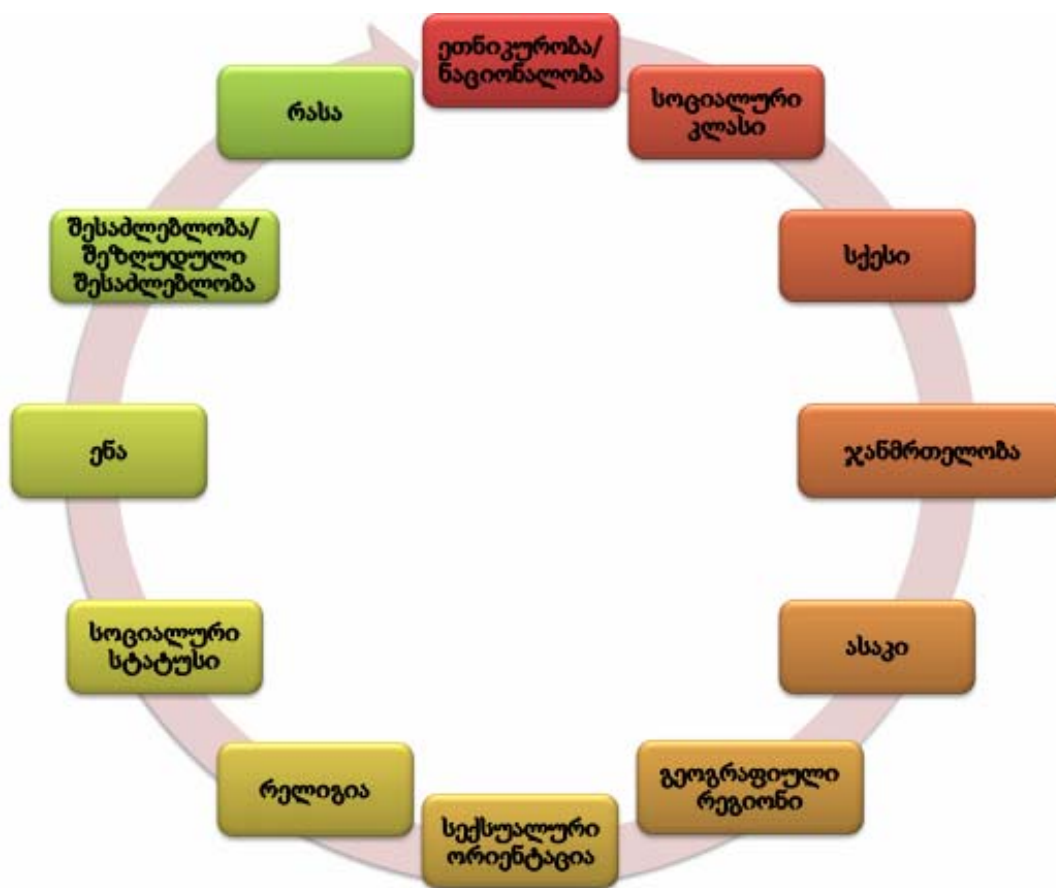 ეთნიკურობა/
ნაციონალობა
სოციალური
კლასი
სქესი
ჯანმრთელობა
ასაკი
გეოგრაფიული
რეგიონი
სექსუალური
ორიენტაცია
რელიგია
სოციალური
სტატუსი
ენა
შესაძლებლობა/
შეზღუდული
შესაძლებლობა
რასა